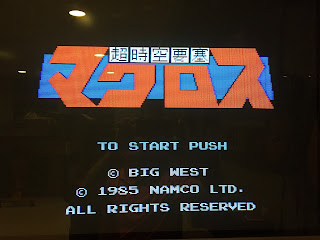 超時空要塞
マクロス
TO START PUSH
© BIG WEST
© 1985 NAMCO LTD.
ALL RIGHTS RESERVED